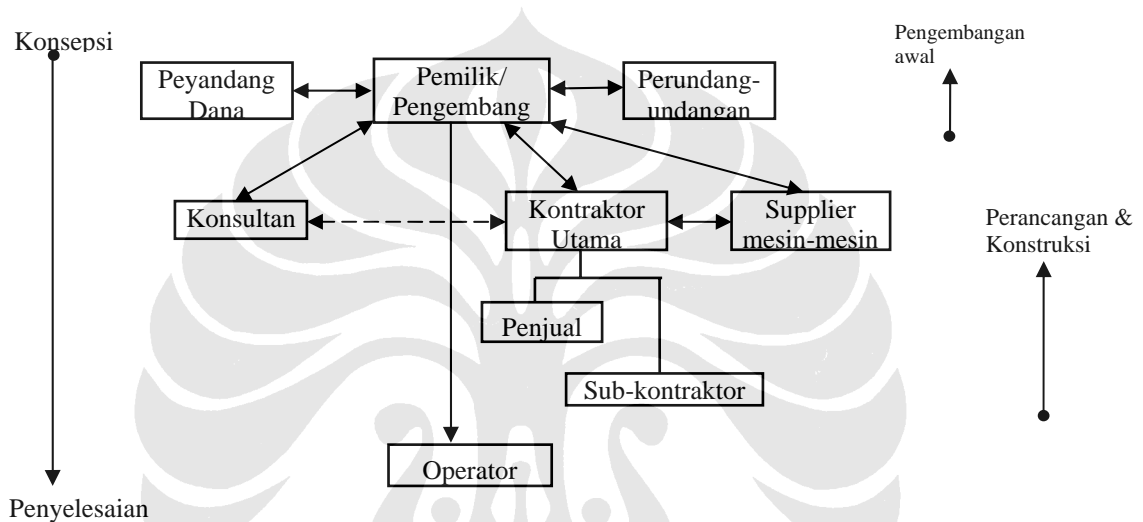 Konsepsi
Pengembangan
awal
Peyandang
Dana
Pemilik/
Pengembang
Perundang-
undangan
Konsultan
Kontraktor
Utama
Supplier
mesin-mesin
Perancangan &
Konstruksi
Penjual
Sub-kontraktor
Operator
Penyelesaian